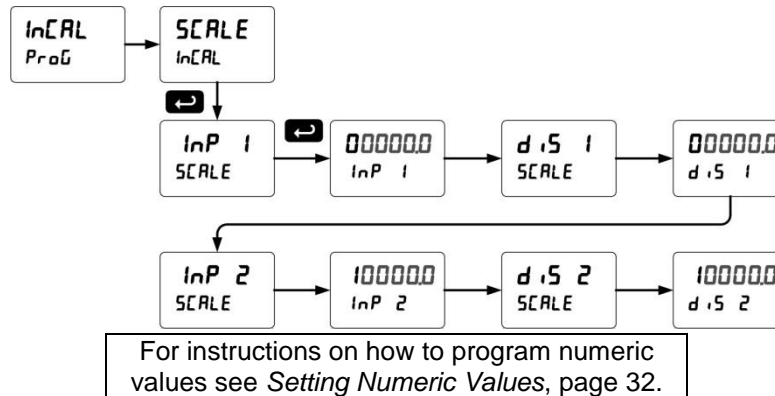 InCAL
ProG
SCALE
InCAL
InP 1
SCALE
00000.0
InP 1
diS 1
SCALE
00000.0
diS 1
InP 2
SCALE
10000.0
InP 2
diS 2
SCALE
10000.0
diS 2
For instructions on how to program numeric
values see Setting Numeric Values, page 32.